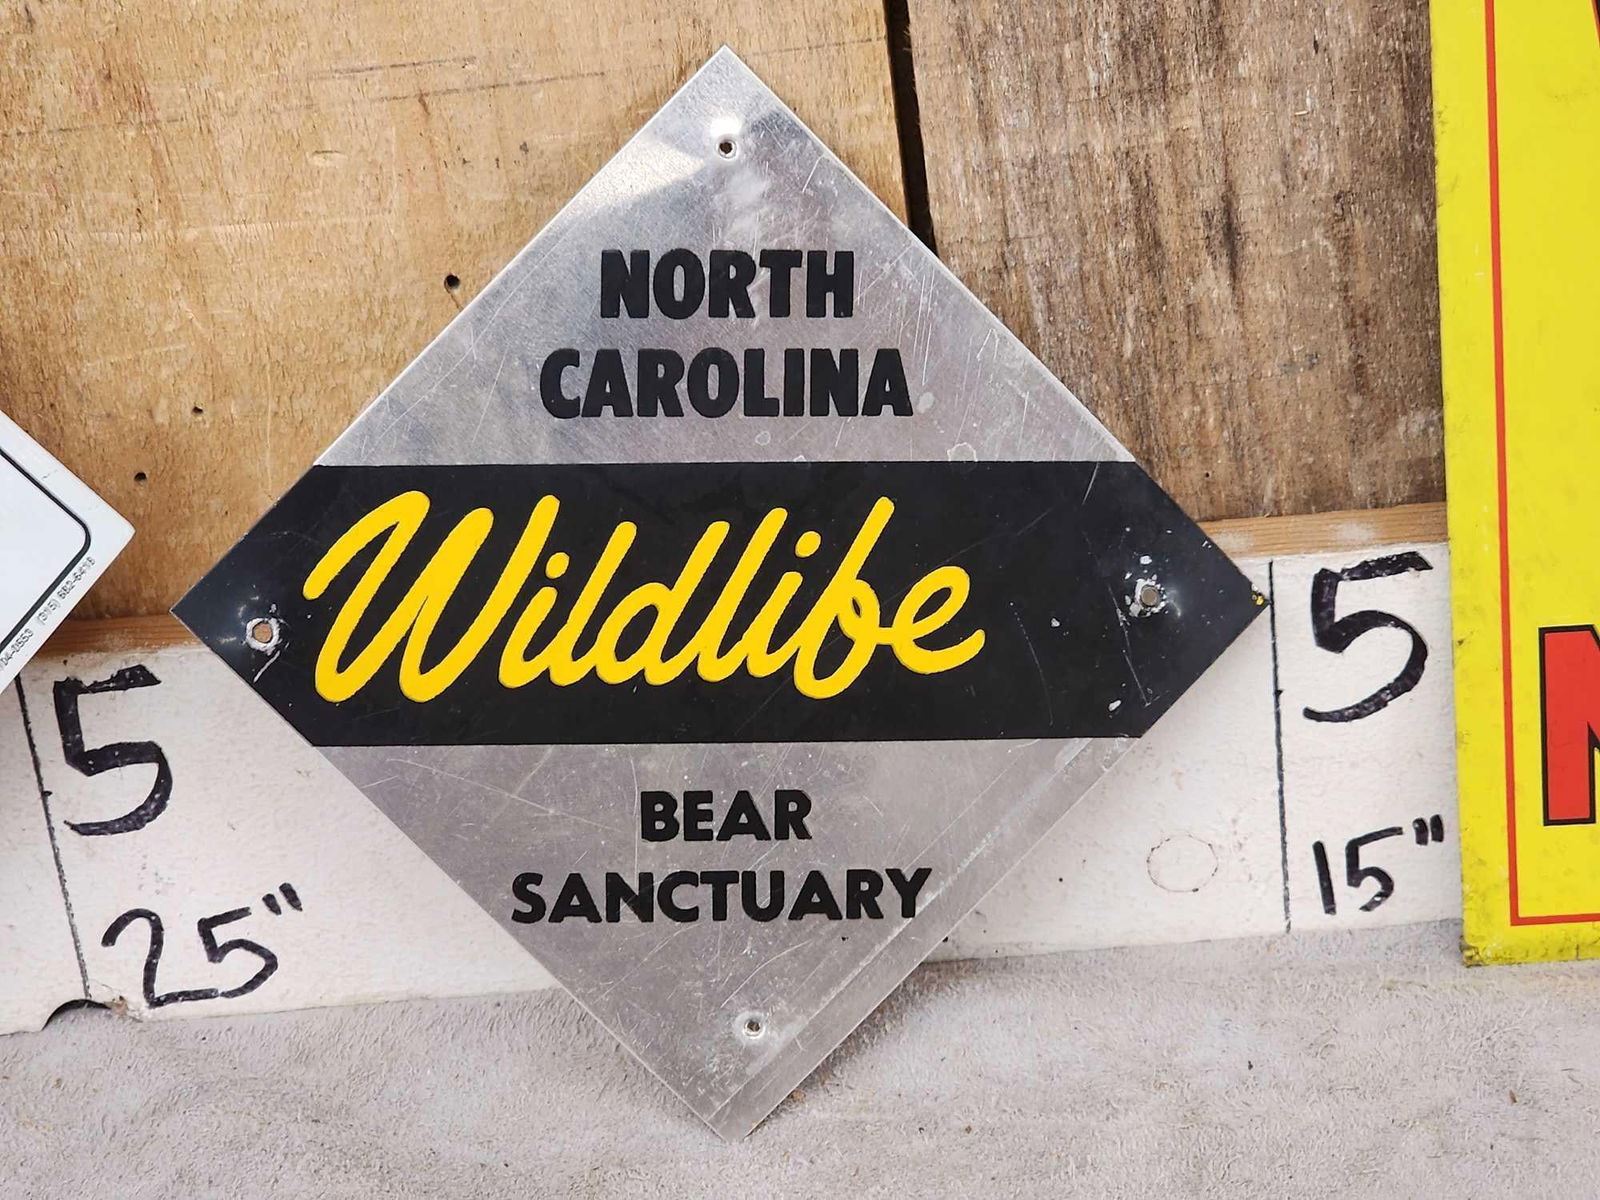 NORTH
CAROLINA
Wildlife
BEAR
SANCTUARY
5
25"
5
15"
N